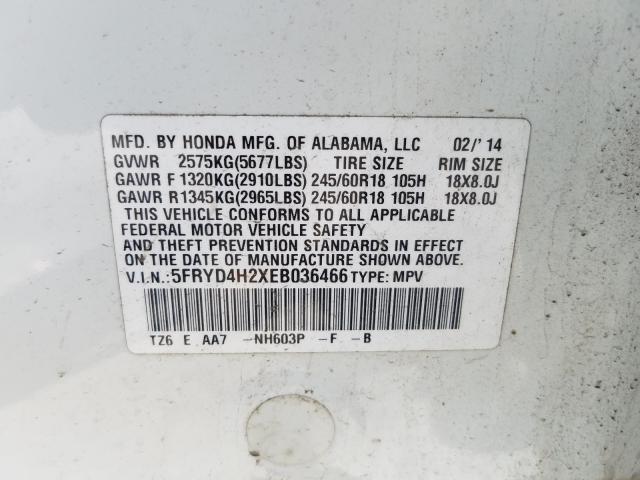 MFD. BY HONDA MFG. OF ALABAMA, LLC 02/'14
GVWR 2575KG(5677LBS) TIRE SIZE RIM SIZE
GAWR F 1320KG(2910LBS) 245/60R18 105H 18X8.0J
GAWR R 1345KG(2965LBS) 245/60R18 105H 18X8.0J
THIS VEHICLE CONFORMS TO ALL APPLICABLE
FEDERAL MOTOR VEHICLE SAFETY
AND THEFT PREVENTION STANDARDS IN EFFECT
ON THE DATE OF MANUFACTURE SHOWN ABOVE.
V.I.N.:5FRYD4H2XEB036466 TYPE: MPV
TZ6 E AA7 -NH603P -F -B